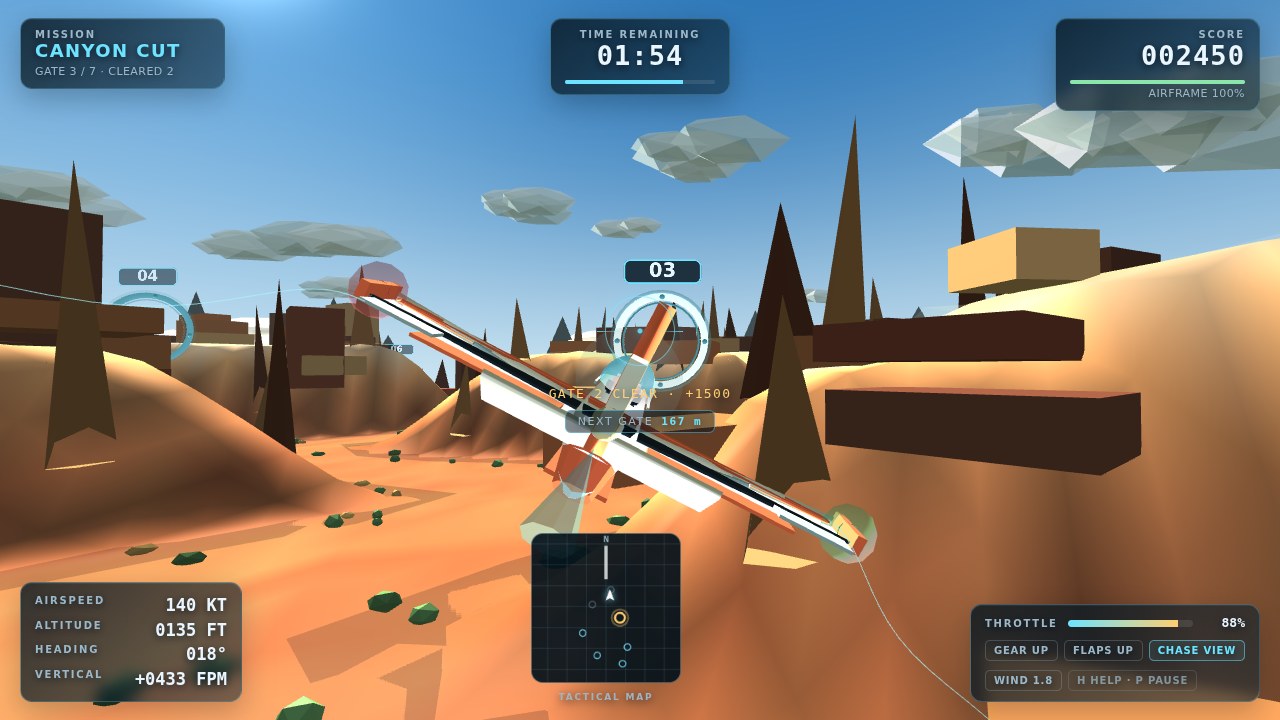 MISSION
CANYON CUT
GATE 3 / 7 · CLEARED 2
TIME REMAINING
01:54
SCORE
002450
AIRFRAME 100%
04
03
GATE 2 CLEAR · +1500
NEXT GATE 167 m
AIRSPEED 140 KT
ALTITUDE 0135 FT
HEADING 018°
VERTICAL +0433 FPM
N
TACTICAL MAP
THROTTLE 88%
GEAR UP FLAPS UP CHASE VIEW
WIND 1.8 H HELP · P PAUSE